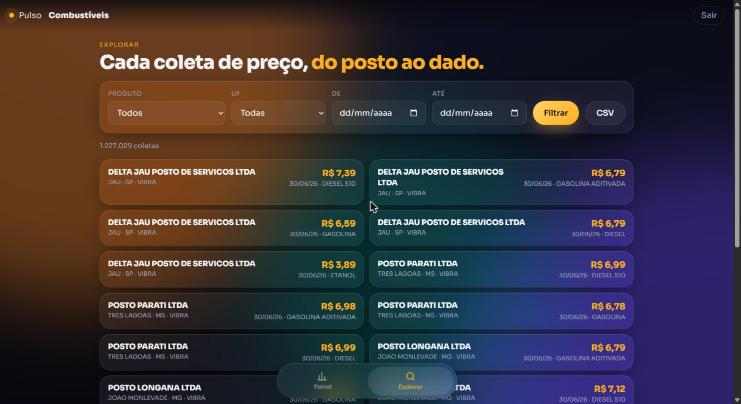 Pulso Combustíveis
Sair
EXPLORAR
Cada coleta de preço, do posto ao dado.
PRODUTO UF DE ATÉ
Todos Todas dd/mm/aaaa dd/mm/aaaa Filtrar CSV
1.227.029 coletas
DELTA JAU POSTO DE SERVICOS LTDA R$ 7,39
JAU · SP · VIBRA 30/06/26 · DIESEL S10
DELTA JAU POSTO DE SERVICOS
LTDA
R$ 6,79
JAU · SP · VIBRA 30/06/26 · GASOLINA ADITIVADA
DELTA JAU POSTO DE SERVICOS LTDA R$ 6,59
JAU · SP · VIBRA 30/06/26 · GASOLINA
DELTA JAU POSTO DE SERVICOS LTDA R$ 6,79
JAU · SP · VIBRA 30/06/26 · DIESEL
DELTA JAU POSTO DE SERVICOS LTDA R$ 3,89
JAU · SP · VIBRA 30/06/26 · ETANOL
POSTO PARATI LTDA R$ 6,99
TRES LAGOAS · MS · VIBRA 30/06/26 · DIESEL S10
POSTO PARATI LTDA R$ 6,98
TRES LAGOAS · MS · VIBRA 30/06/26 · GASOLINA ADITIVADA
POSTO PARATI LTDA R$ 6,78
TRES LAGOAS · MS · VIBRA 30/06/26 · GASOLINA
POSTO PARATI LTDA R$ 6,99
TRES LAGOAS · MS · VIBRA 30/06/26 · DIESEL
POSTO LONGANA LTDA R$ 6,79
JOAO MONLEVADE · MG · VIBRA 30/06/26 · GASOLINA ADITIVADA
POSTO LONGANA LTDA
JOAO MONLEVADE · MG · VIBRA
LTDA R$ 7,12
MG · VIBRA 30/06/26 · DIESEL S10
Painel
Explorar